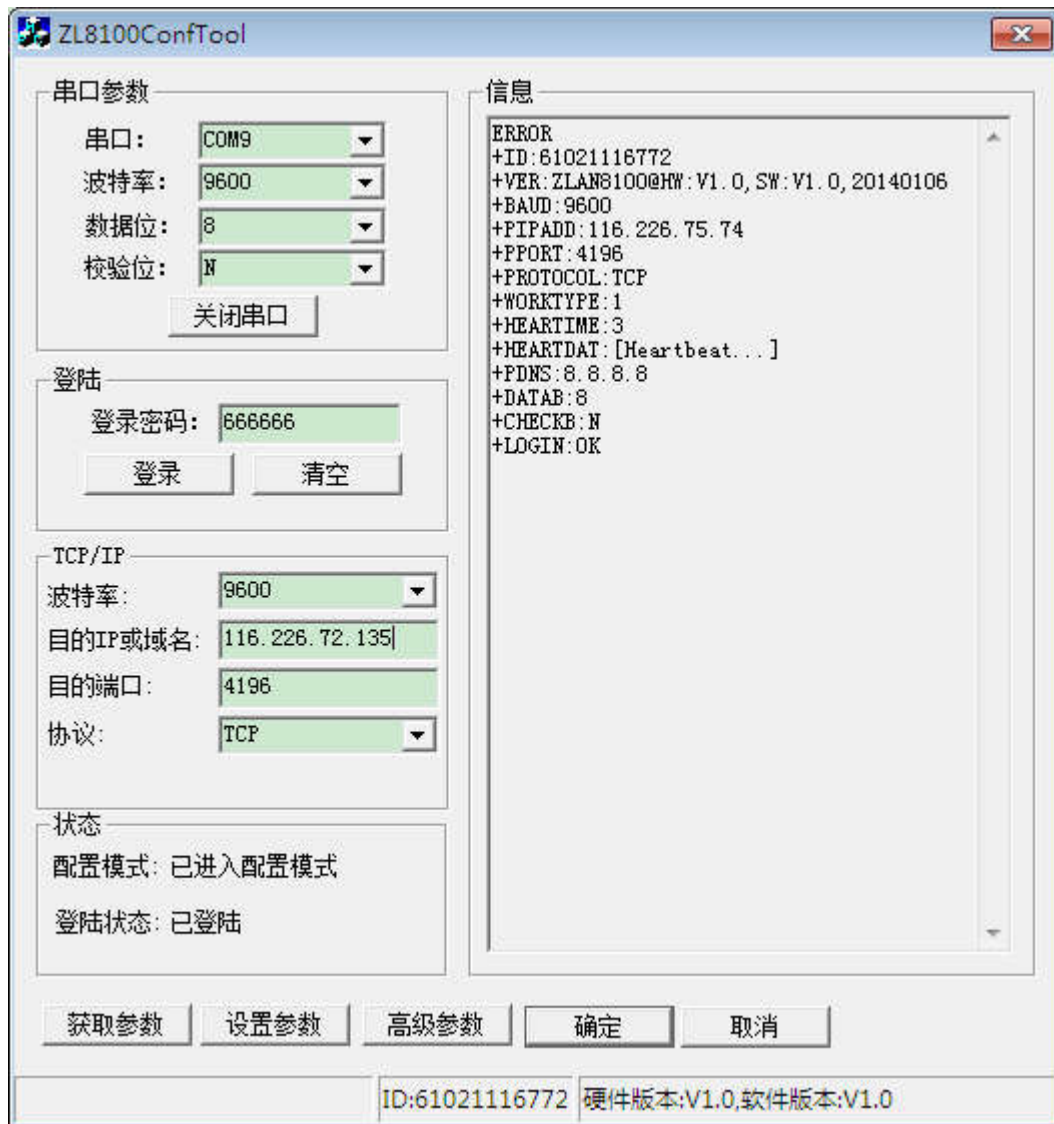 ZL8100ConfTool
串口参数
串口: COM9
波特率: 9600
数据位: 8
校验位: N
关闭串口
登陆
登录密码: 666666
登录 清空
TCP/IP
波特率: 9600
目的IP或域名: 116.226.72.135
目的端口: 4196
协议: TCP
状态
配置模式: 已进入配置模式
登陆状态: 已登陆
信息
ERROR
+ID:61021116772
+VER:ZLAN8100@HW:V1.0,SW:V1.0,20140106
+BAUD:9600
+PIPADD:116.226.75.74
+PPORT:4196
+PROTOCOL:TCP
+WORKTYPE:1
+HEARTIME:3
+HEARTDAT:[Heartbeat...]
+PDNS:8.8.8.8
+DATAB:8
+CHECKB:N
+LOGIN:OK
获取参数 设置参数 高级参数 确定 取消
ID:61021116772 硬件版本:V1.0,软件版本:V1.0